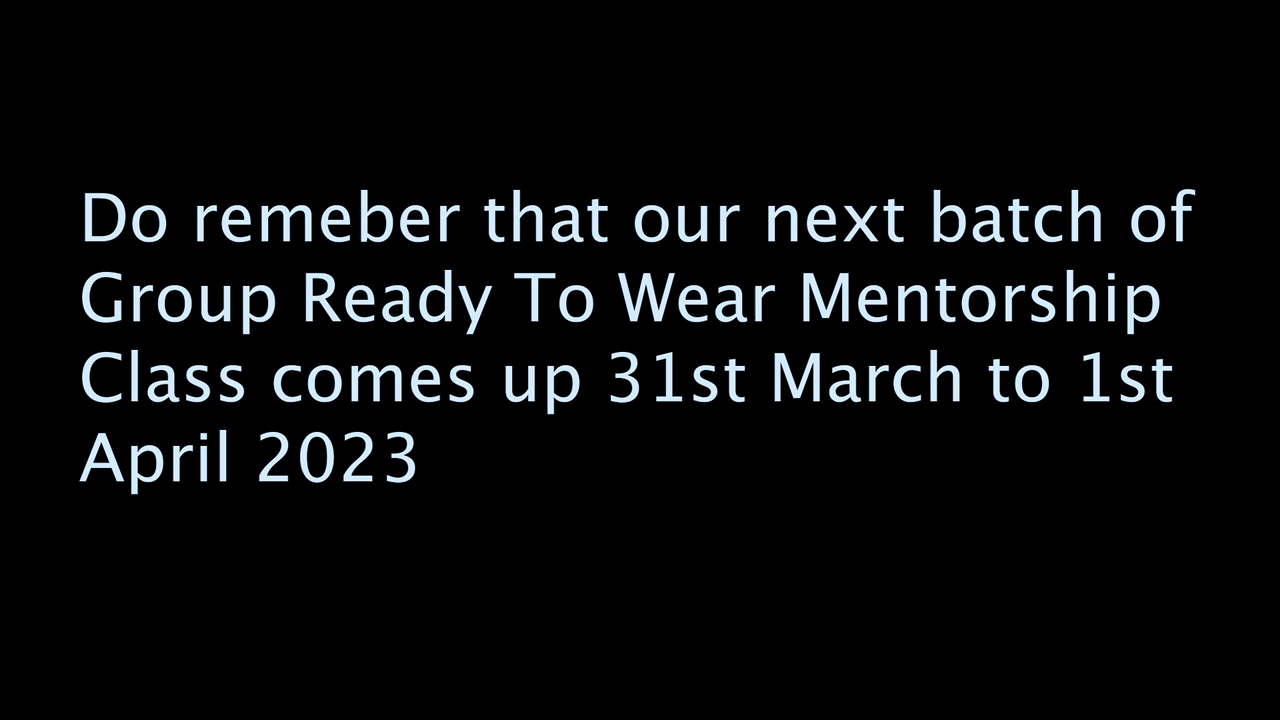 Do remeber that our next batch of
Group Ready To Wear Mentorship
Class comes up 31st March to 1st
April 2023